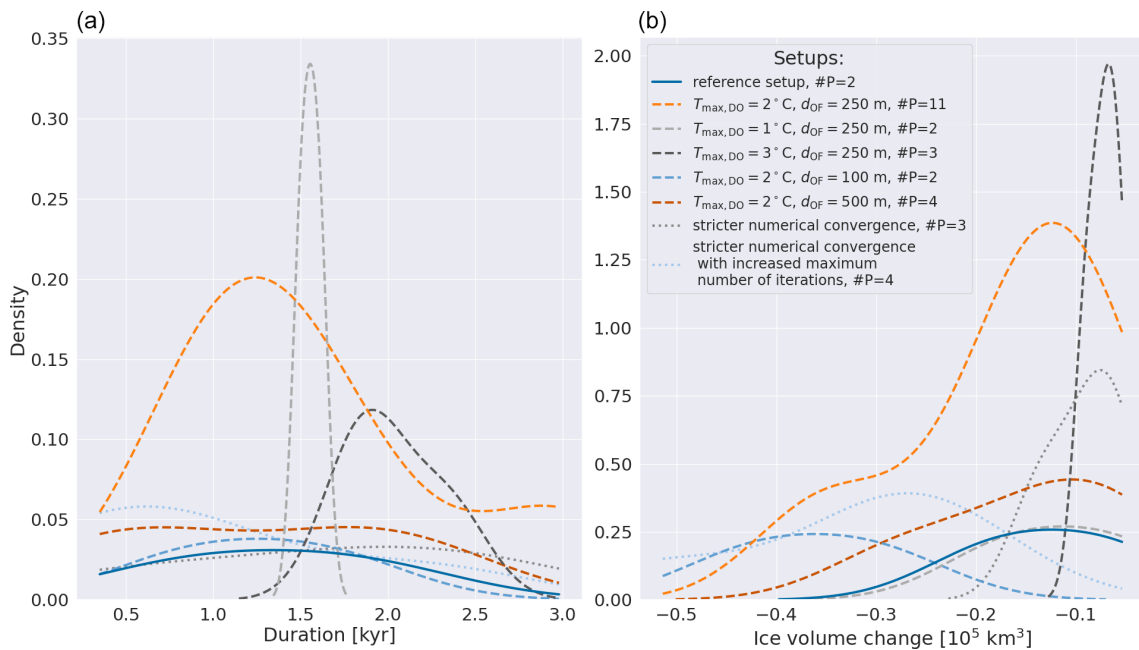 (a)
(b)
0.35
0.30
0.25
0.20
0.15
0.10
0.05
0.00
Density
0.5
1.0
1.5
2.0
2.5
3.0
Duration [kyr]
2.00
1.75
1.50
1.25
1.00
0.75
0.50
0.25
0.00
Setups:
reference setup, #P=2
T_max,DO = 2°C, d_OF = 250 m, #P=11
T_max,DO = 1°C, d_OF = 250 m, #P=2
T_max,DO = 3°C, d_OF = 250 m, #P=3
T_max,DO = 2°C, d_OF = 100 m, #P=2
T_max,DO = 2°C, d_OF = 500 m, #P=4
stricter numerical convergence, #P=3
stricter numerical convergence
with increased maximum
number of iterations, #P=4
−0.5
−0.4
−0.3
−0.2
−0.1
Ice volume change [10⁵ km³]